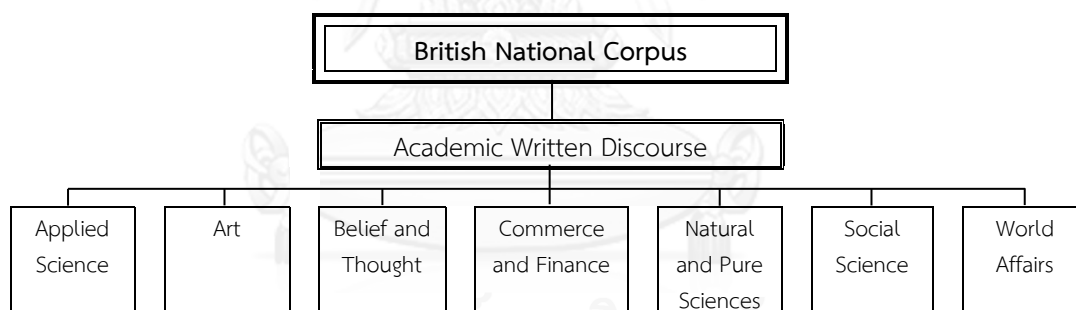 British National Corpus
Academic Written Discourse
Applied
Science
Art
Belief and
Thought
Commerce
and Finance
Natural
and Pure
Sciences
Social
Science
World
Affairs